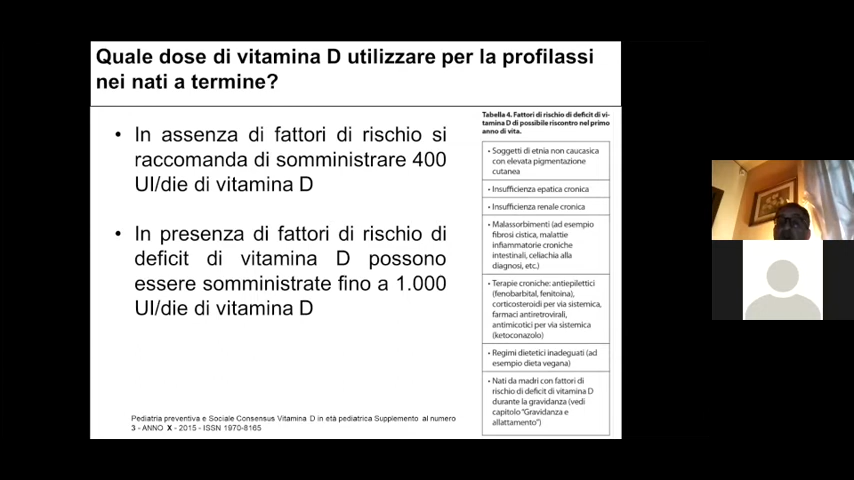 Quale dose di vitamina D utilizzare per la profilassi
nei nati a termine?
• In assenza di fattori di rischio si
raccomanda di somministrare 400
UI/die di vitamina D
• In presenza di fattori di rischio di
deficit di vitamina D possono
essere somministrate fino a 1.000
UI/die di vitamina D
Tabella 4. Fattori di rischio di deficit di vi-
tamina D di possibile riscontro nel primo
anno di vita.
• Soggetti di etnia non caucasica
con elevata pigmentazione
cutanea
• Insufficienza epatica cronica
• Insufficienza renale cronica
• Malassorbimenti (ad esempio
fibrosi cistica, malattie
infiammatorie croniche
intestinali, celiachia alla
diagnosi, etc.)
• Terapie croniche: antiepilettici
(fenobarbital, fenitoina),
corticosteroidi per via sistemica,
farmaci antiretrovirali,
antimicotici per via sistemica
(ketoconazolo)
• Regimi dietetici inadeguati (ad
esempio dieta vegana)
• Nati da madri con fattori di
rischio di deficit di vitamina D
durante la gravidanza (vedi
capitolo "Gravidanza e
allattamento")
Pediatria preventiva e Sociale Consensus Vitamina D in età pediatrica Supplemento al numero
3 - ANNO X - 2015 - ISSN 1970-8165